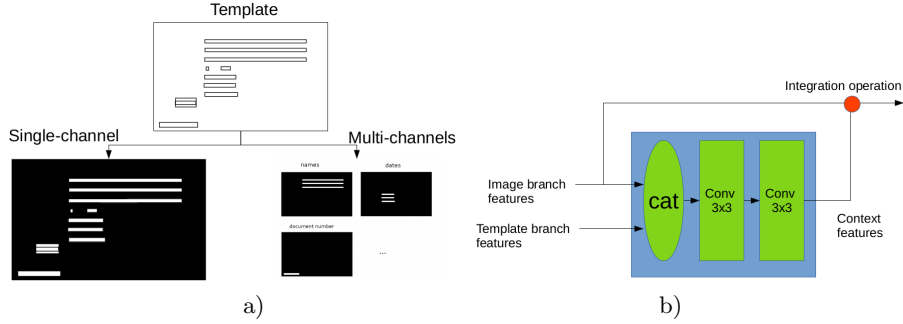 Template
Single-channel
Multi-channels
names
dates
document number
...
a)
Integration operation
Image branch
features
cat
Conv
3x3
Conv
3x3
Template branch
features
Context
features
b)